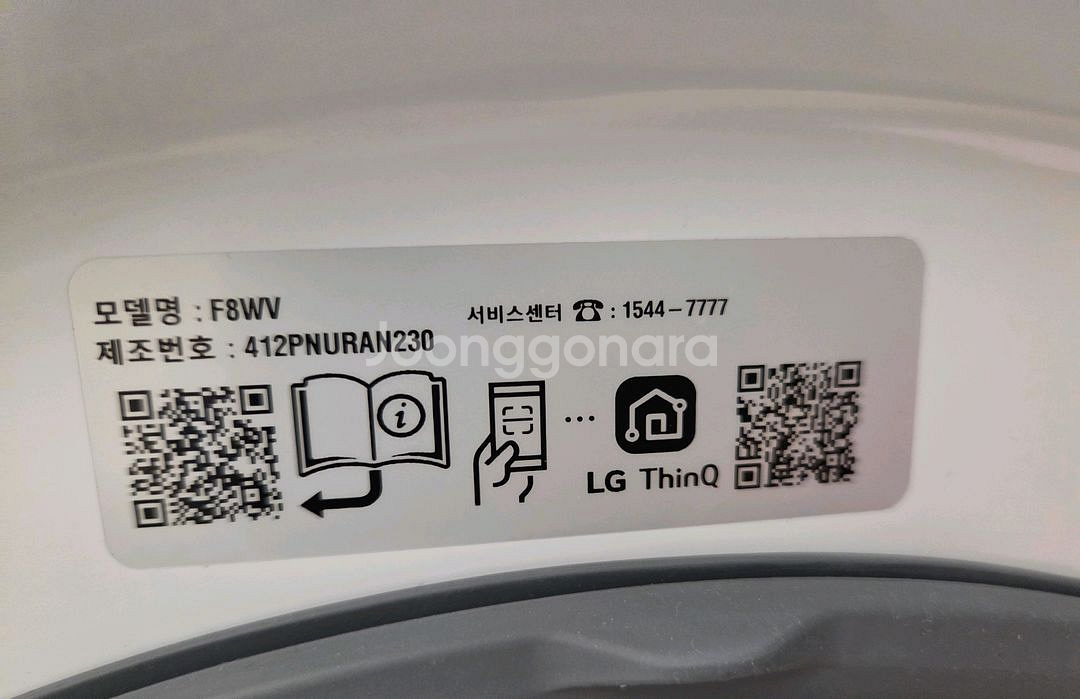 모델명 : F8WV
서비스센터 ☎ : 1544-7777
제조번호 : 412PNURAN230
Joonggonara
i
LG ThinQ